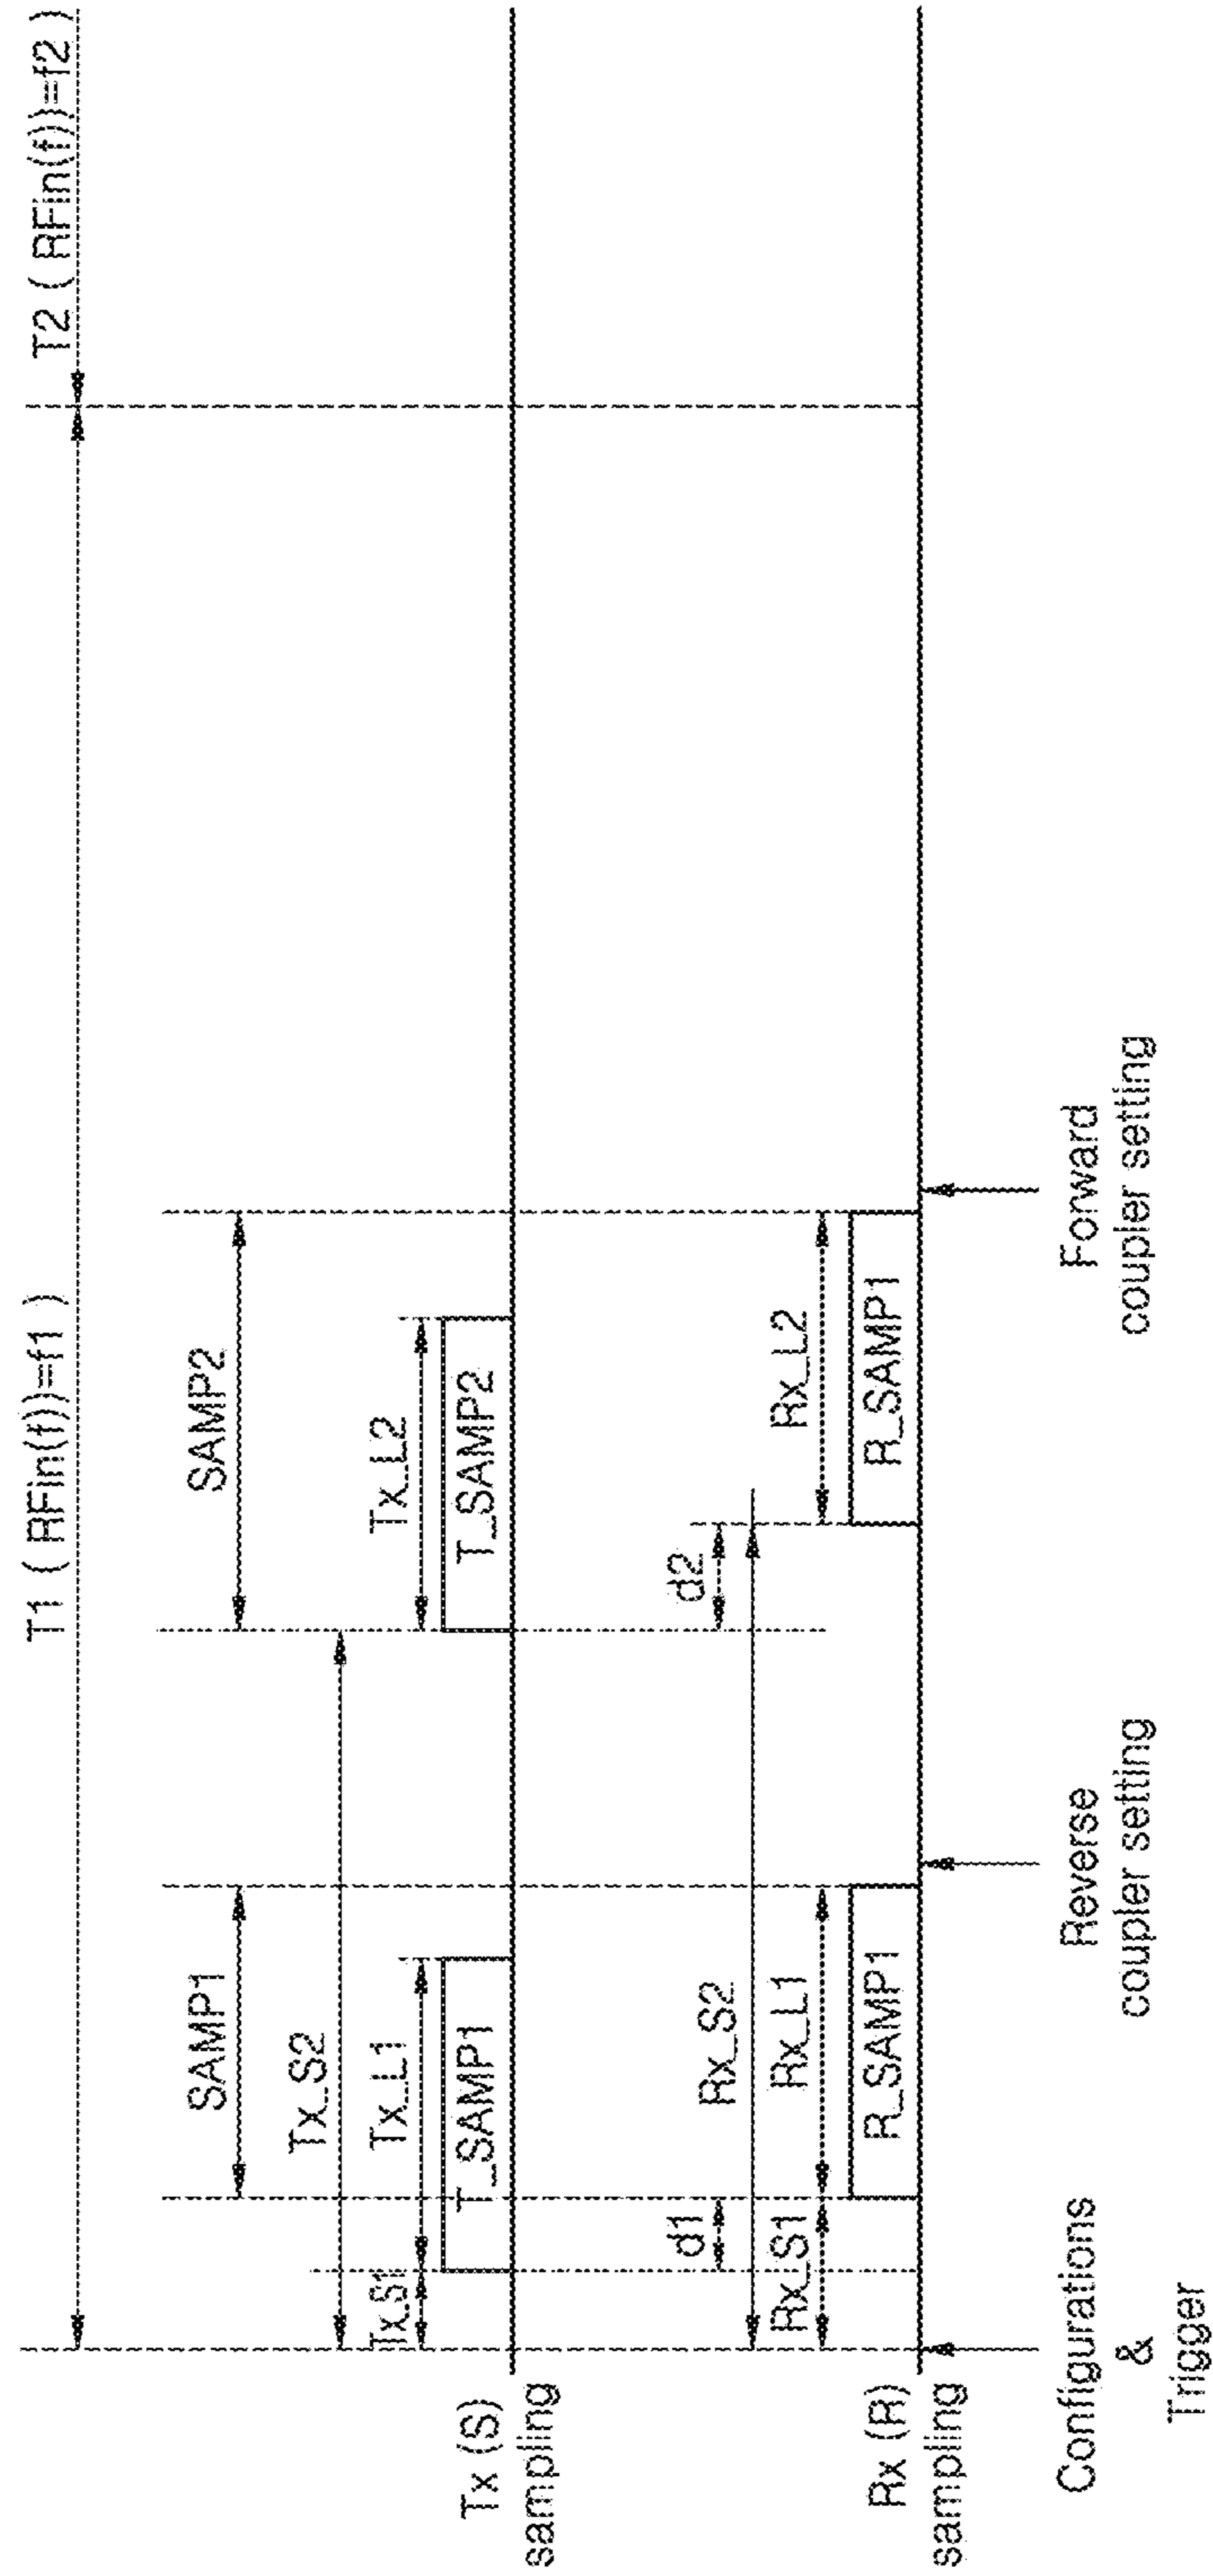 T1 ( RFin(f))=f1 )
T2 ( RFin(f))=f2 )
SAMP1
SAMP2
Tx_S2
Tx_S1
Tx_L1
Tx_L2
Tx (S)
sampling
T_SAMP1
T_SAMP2
d1
d2
Rx_S2
Rx_S1
Rx_L1
Rx_L2
Rx (R)
sampling
R_SAMP1
R_SAMP1
Configurations
&
Trigger
Reverse
coupler setting
Forward
coupler setting